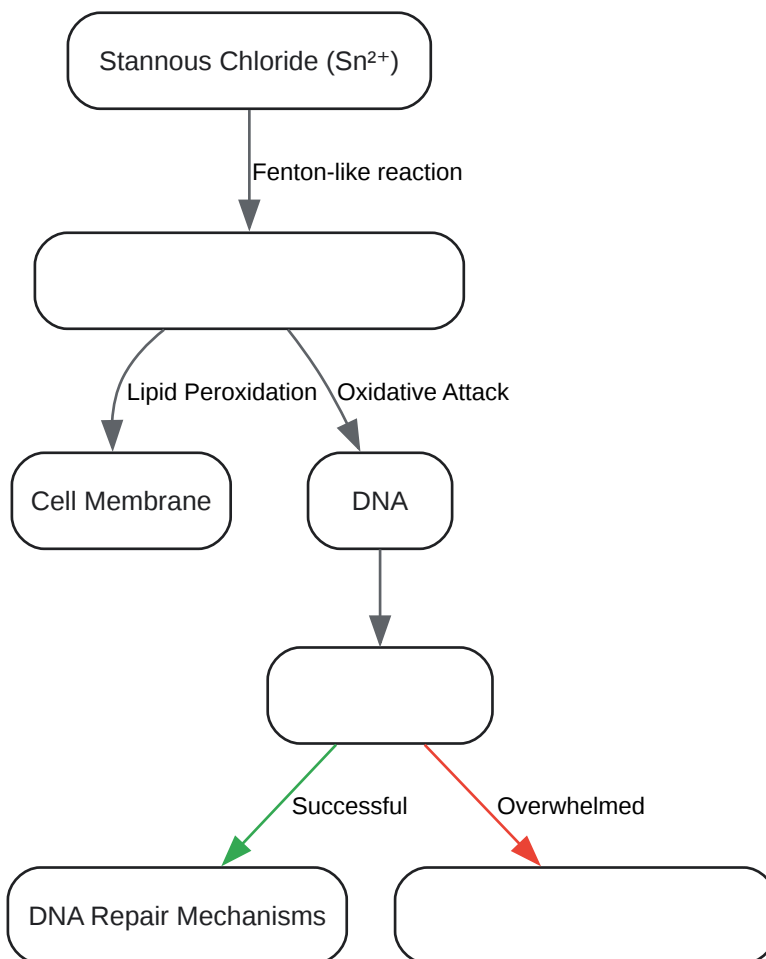 Stannous Chloride (Sn²⁺)
Fenton-like reaction
Lipid Peroxidation
Oxidative Attack
Cell Membrane
DNA
Successful
Overwhelmed
DNA Repair Mechanisms